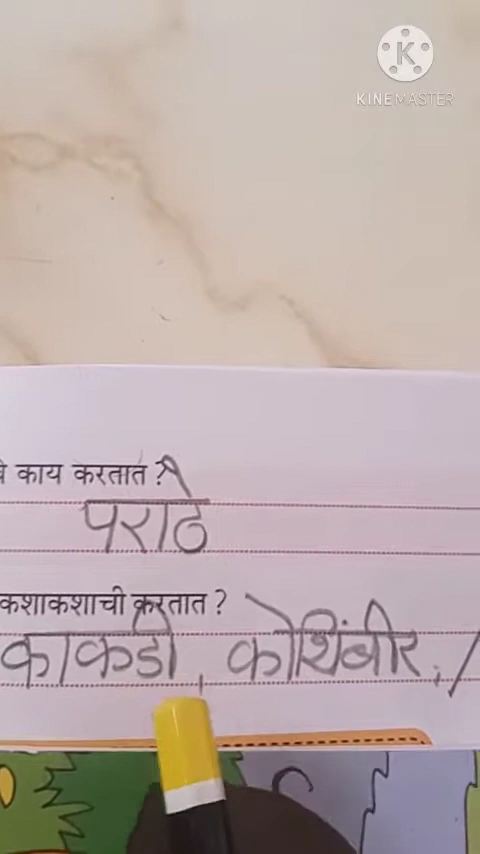 K
KINEMASTER
काय करतात ?
पराठे
कशाकशाची करतात ?
काकडी, कोथिंबीर,